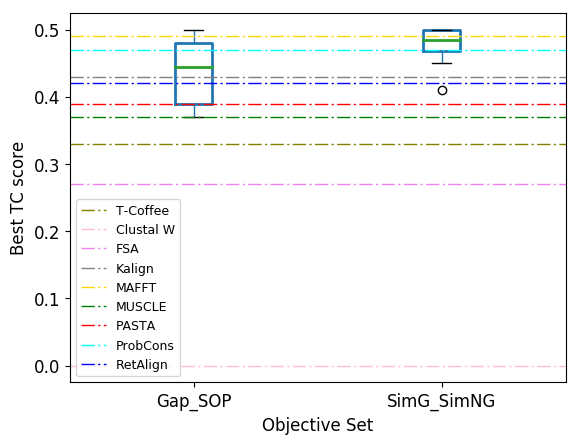 0.5
0.4
0.3
0.2
0.1
0.0
Best TC score
T-Coffee
Clustal W
FSA
Kalign
MAFFT
MUSCLE
PASTA
ProbCons
RetAlign
Gap_SOP SimG_SimNG
Objective Set